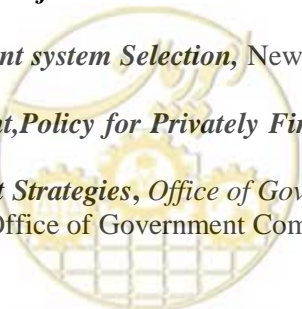 nt system Selection, New
nt,Policy for Privately Fi
t Strategies, Office of Gov
Office of Government Com